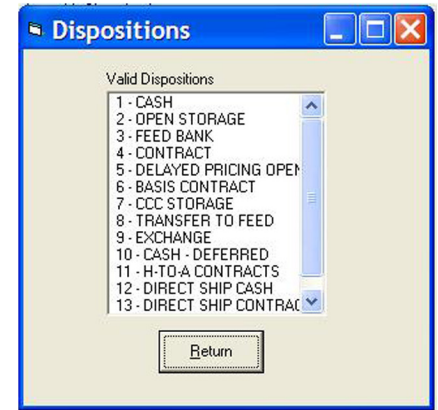 Dispositions
Valid Dispositions
1 - CASH
2 - OPEN STORAGE
3 - FEED BANK
4 - CONTRACT
5 - DELAYED PRICING OPEN
6 - BASIS CONTRACT
7 - CCC STORAGE
8 - TRANSFER TO FEED
9 - EXCHANGE
10 - CASH - DEFERRED
11 - H-TO-A CONTRACTS
12 - DIRECT SHIP CASH
13 - DIRECT SHIP CONTRAC
Return